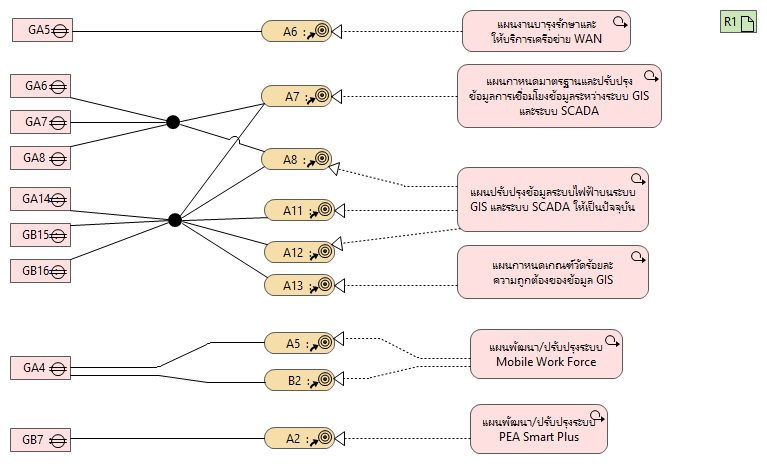 GA5
A6 :
แผนงานบำรุงรักษาและ
ให้บริการเครือข่าย WAN
R1
GA6
GA7
GA8
A7 :
แผนกำหนดมาตรฐานและปรับปรุง
ข้อมูลการเชื่อมโยงข้อมูลระหว่างระบบ GIS
และระบบ SCADA
A8 :
GA14
GB15
GB16
A11 :
A12 :
A13 :
แผนปรับปรุงข้อมูลระบบไฟฟ้าบนระบบ
GIS และระบบ SCADA ให้เป็นปัจจุบัน
แผนกำหนดเกณฑ์วัดร้อยละ
ความถูกต้องของข้อมูล GIS
GA4
A5 :
B2 :
แผนพัฒนา/ปรับปรุงระบบ
Mobile Work Force
GB7
A2 :
แผนพัฒนา/ปรับปรุงระบบ
PEA Smart Plus